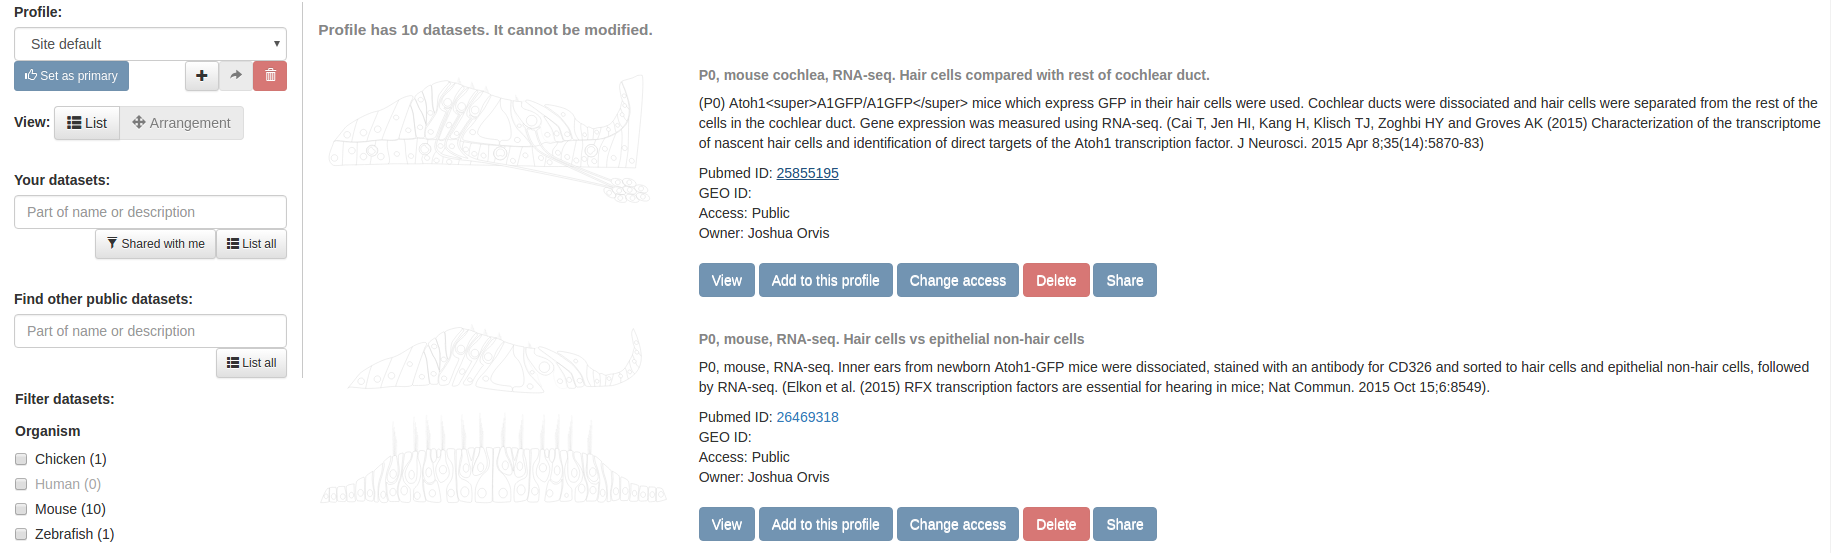 Profile:
Site default
Set as primary
View: List Arrangement
Your datasets:
Part of name or description
Shared with me List all
Find other public datasets:
Part of name or description
List all
Filter datasets:
Organism
Chicken (1)
Human (0)
Mouse (10)
Zebrafish (1)
Profile has 10 datasets. It cannot be modified.
P0, mouse cochlea, RNA-seq. Hair cells compared with rest of cochlear duct.
(P0) Atoh1<super>A1GFP/A1GFP</super> mice which express GFP in their hair cells were used. Cochlear ducts were dissociated and hair cells were separated from the rest of the
cells in the cochlear duct. Gene expression was measured using RNA-seq. (Cai T, Jen HI, Kang H, Klisch TJ, Zoghbi HY and Groves AK (2015) Characterization of the transcriptome
of nascent hair cells and identification of direct targets of the Atoh1 transcription factor. J Neurosci. 2015 Apr 8;35(14):5870-83)
Pubmed ID: 25855195
GEO ID:
Access: Public
Owner: Joshua Orvis
View Add to this profile Change access Delete Share
P0, mouse, RNA-seq. Hair cells vs epithelial non-hair cells
P0, mouse, RNA-seq. Inner ears from newborn Atoh1-GFP mice were dissociated, stained with an antibody for CD326 and sorted to hair cells and epithelial non-hair cells, followed
by RNA-seq. (Elkon et al. (2015) RFX transcription factors are essential for hearing in mice; Nat Commun. 2015 Oct 15;6:8549).
Pubmed ID: 26469318
GEO ID:
Access: Public
Owner: Joshua Orvis
View Add to this profile Change access Delete Share